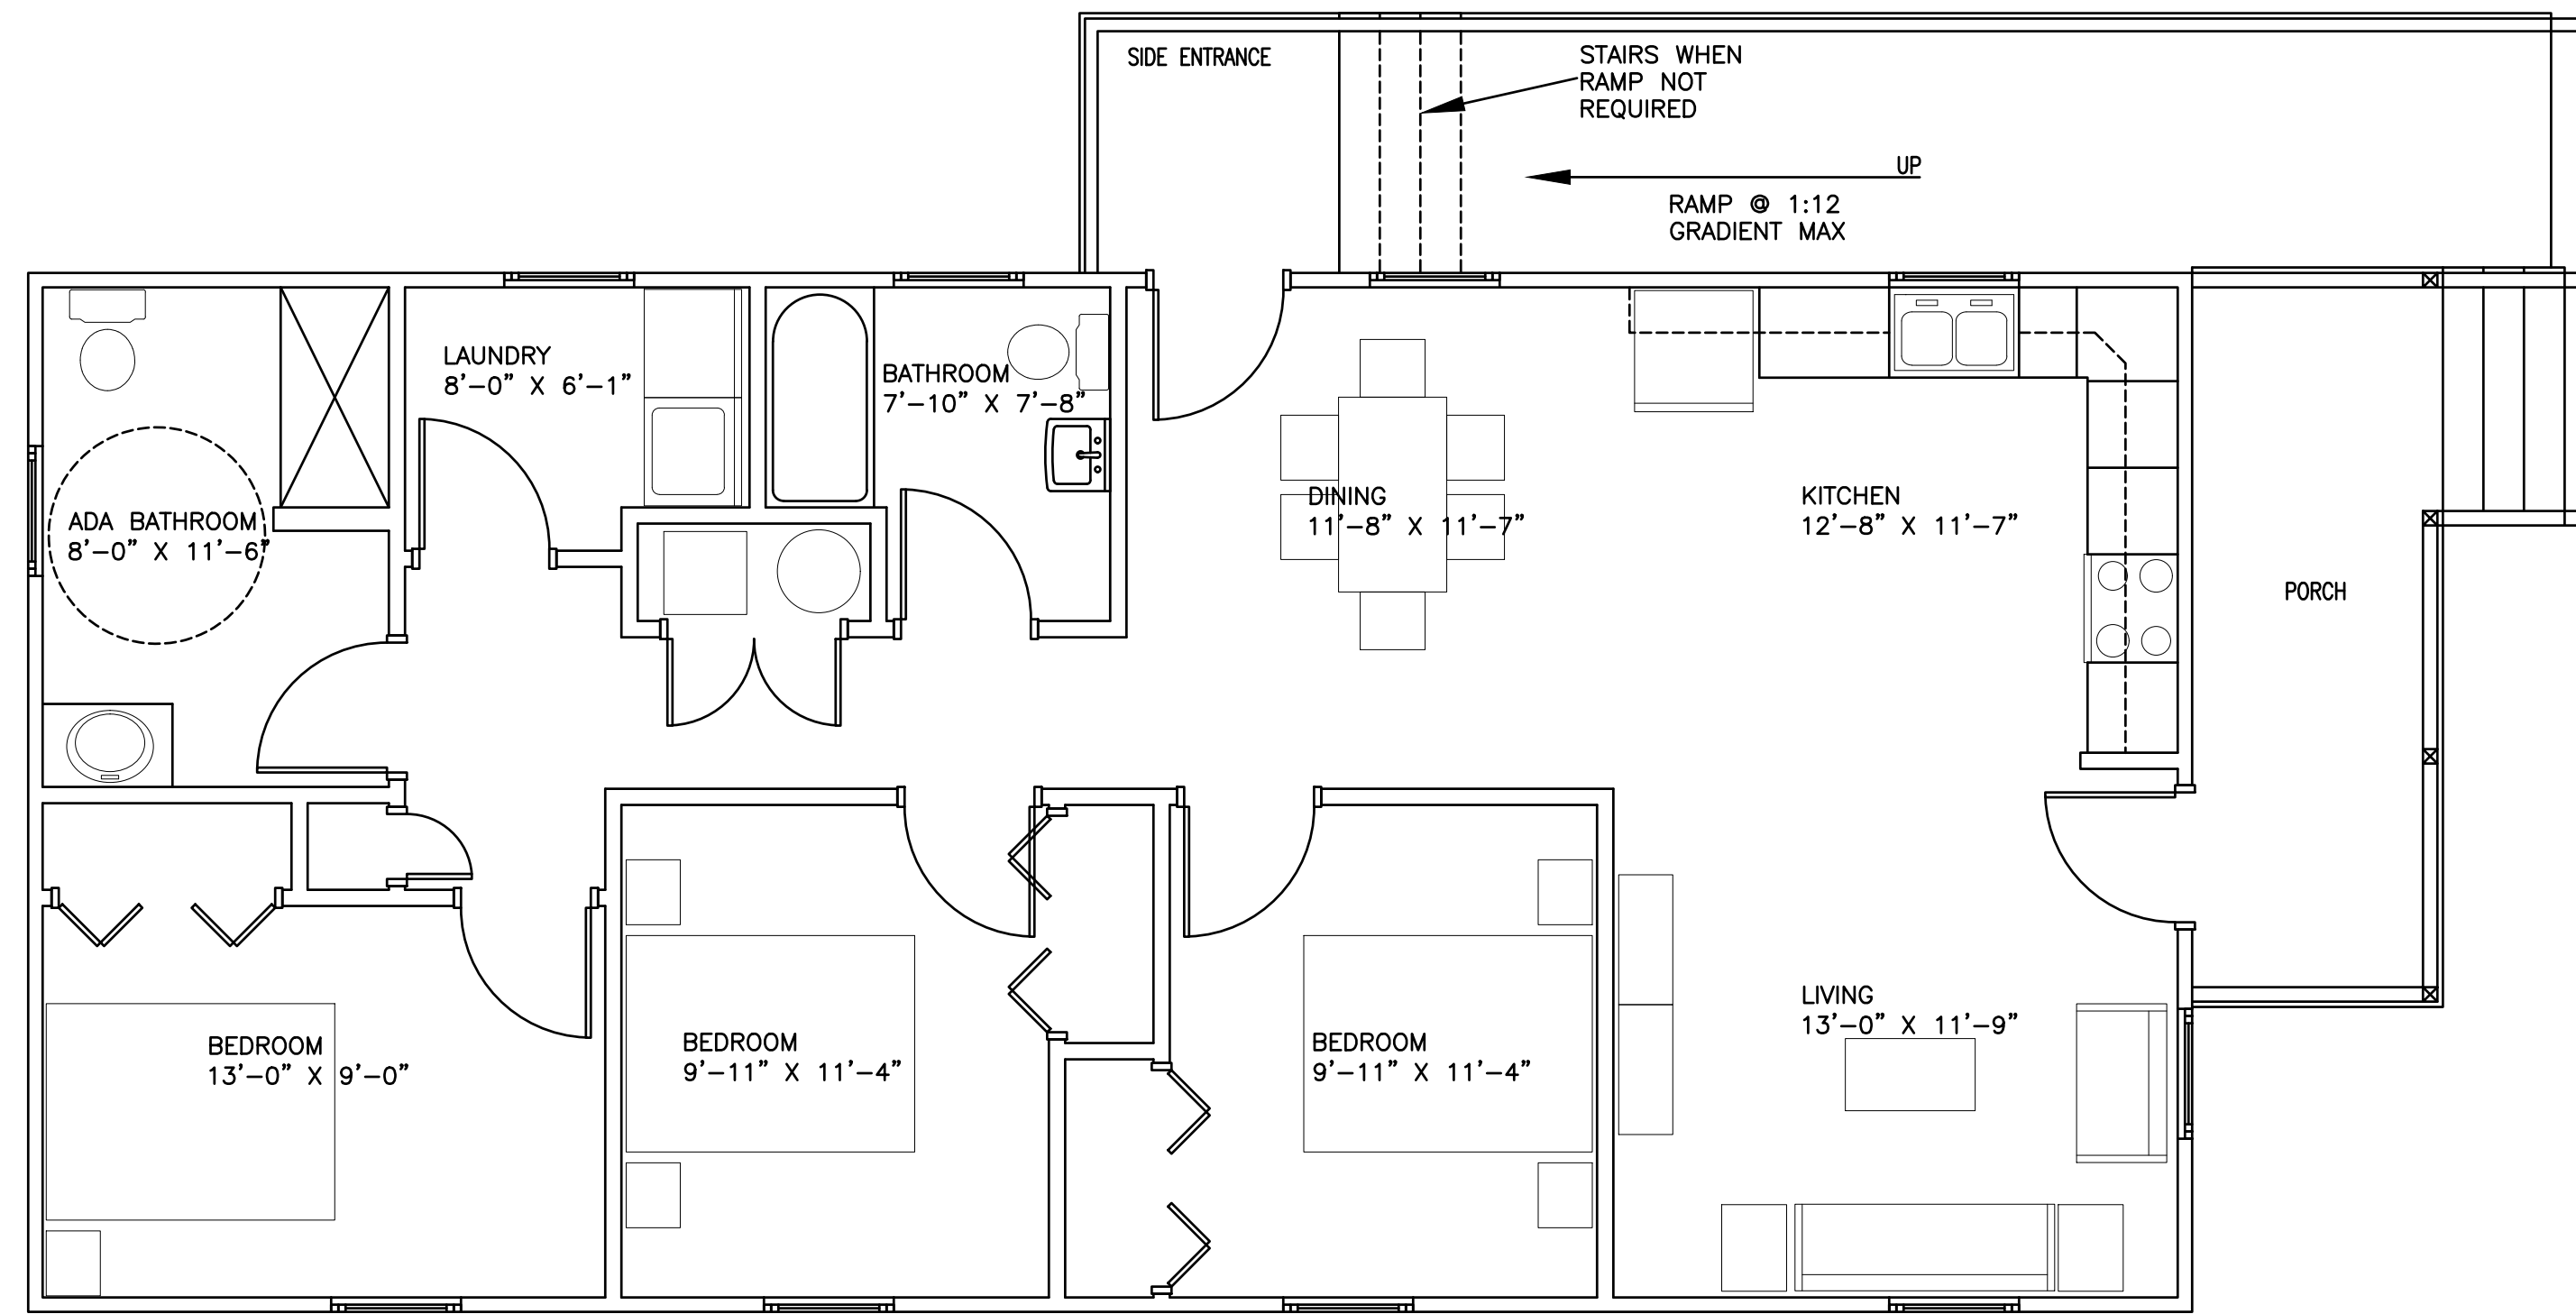 SIDE ENTRANCE
STAIRS WHEN
RAMP NOT
REQUIRED
UP
RAMP @ 1:12
GRADIENT MAX
LAUNDRY
8'-0" X 6'-1"
BATHROOM
7'-10" X 7'-8"
ADA BATHROOM
8'-0" X 11'-6"
DINING
11'-8" X 11'-7"
KITCHEN
12'-8" X 11'-7"
PORCH
BEDROOM
13'-0" X 9'-0"
BEDROOM
9'-11" X 11'-4"
BEDROOM
9'-11" X 11'-4"
LIVING
13'-0" X 11'-9"